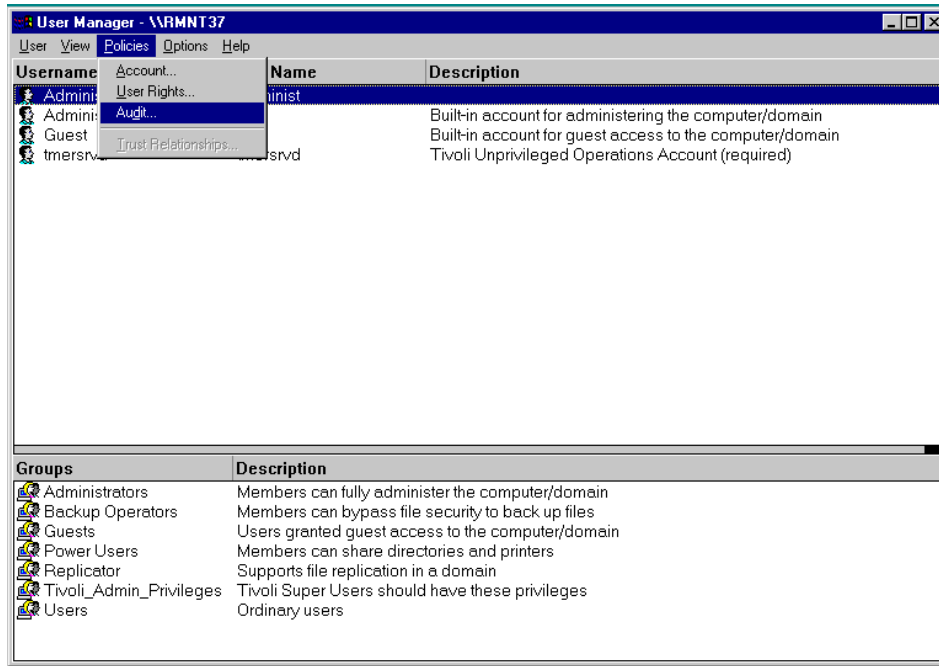 User Manager - \\RMNT37
User View Policies Options Help
Username Name Description
Account...
User Rights...
Audit...
Trust Relationships...
Built-in account for administering the computer/domain
Guest Built-in account for guest access to the computer/domain
Tivoli Unprivileged Operations Account (required)
Groups Description
Administrators Members can fully administer the computer/domain
Backup Operators Members can bypass file security to back up files
Guests Users granted guest access to the computer/domain
Power Users Members can share directories and printers
Replicator Supports file replication in a domain
Tivoli_Admin_Privileges Tivoli Super Users should have these privileges
Users Ordinary users